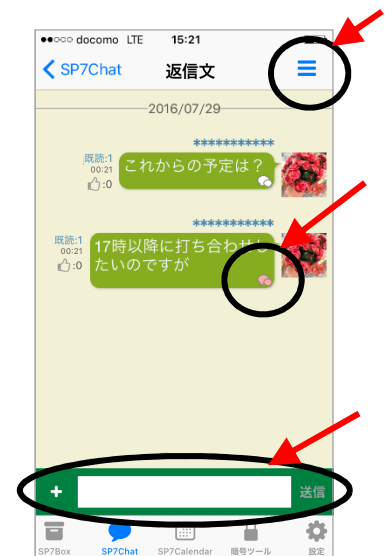 docomo LTE 15:21
SP7Chat 返信文
2016/07/29
***********
既読:1
00:21
:0
これからの予定は？
***********
既読:1
00:21
:0
17時以降に打ち合わせし
たいのですが
+ 送信
SP7Box SP7Chat SP7Calendar 暗号ツール 設定